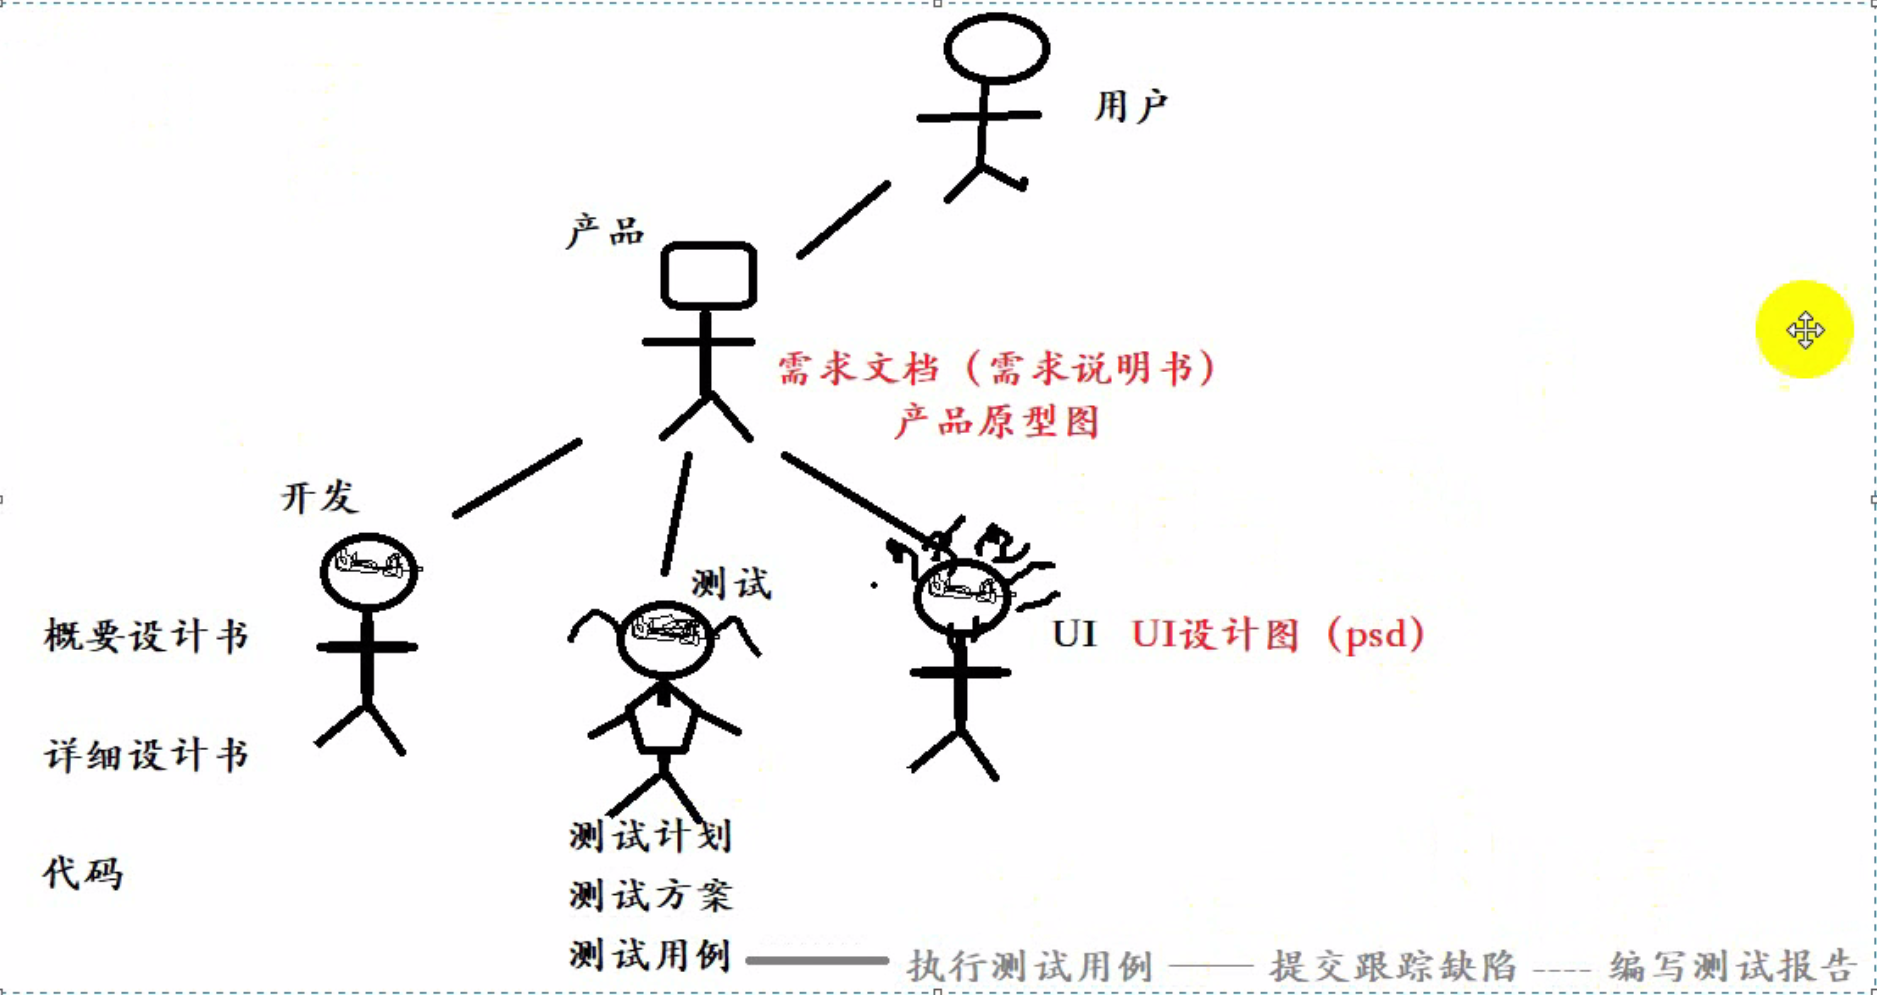 用户
产品
需求文档（需求说明书）
产品原型图
开发
测试
概要设计书
UI UI设计图（psd）
详细设计书
测试计划
代码
测试方案
测试用例 执行测试用例 —— 提交跟踪缺陷 ---- 编写测试报告